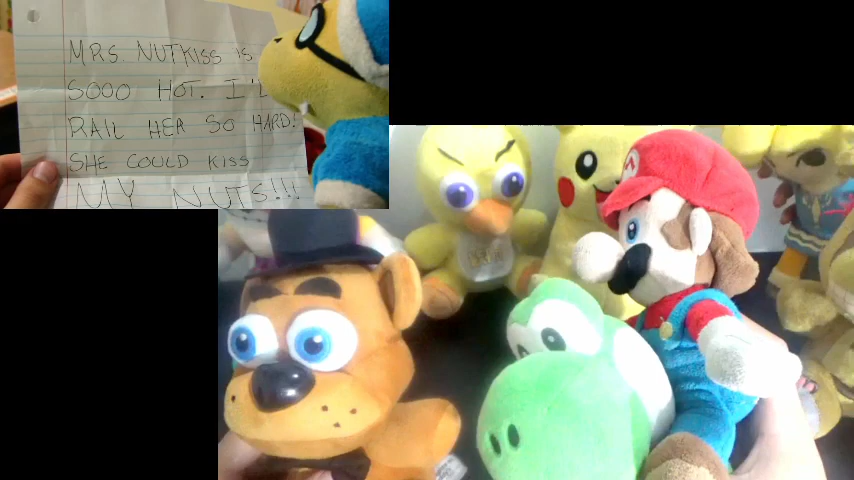 MRS NUTKISS IS
SOOO HOT. I'L
RAIL HER SO HARD!
SHE COULD KISS
MY NUTS!!!